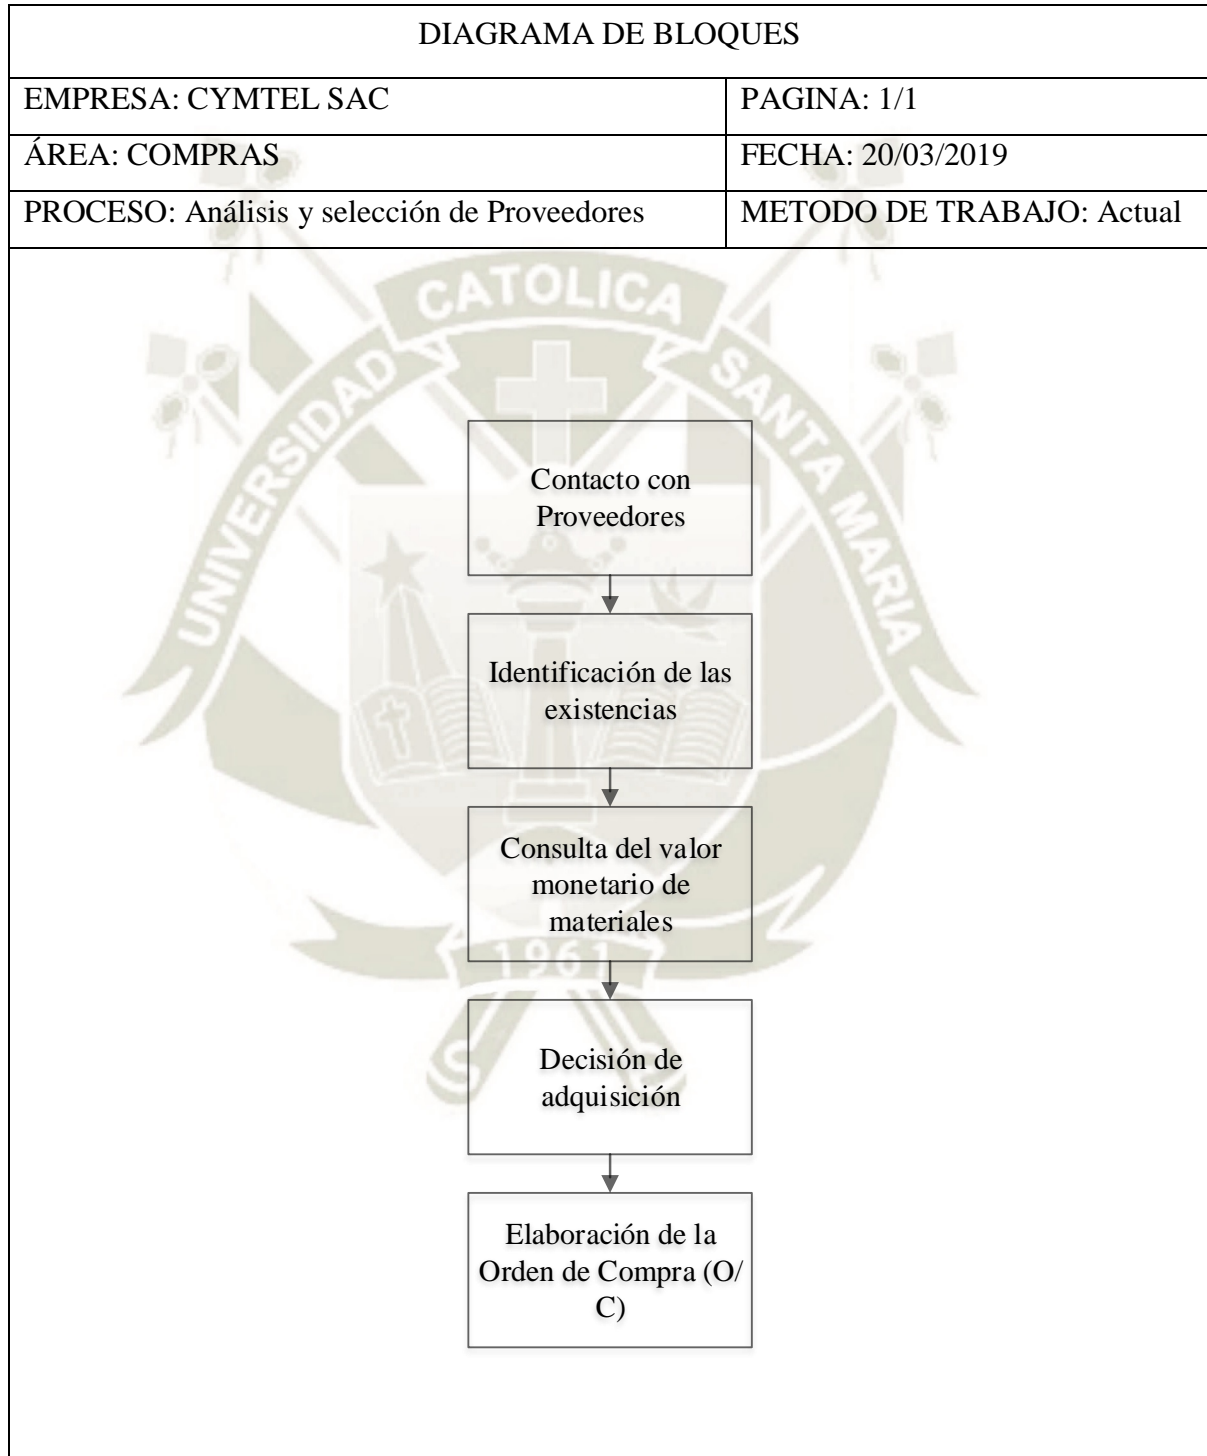 DIAGRAMA DE BLOQUES
EMPRESA: CYMTEL SAC
PAGINA: 1/1
ÁREA: COMPRAS
FECHA: 20/03/2019
PROCESO: Análisis y selección de Proveedores
METODO DE TRABAJO: Actual
UNIVERSIDAD CATOLICA SANTA MARIA
Contacto con
Proveedores
Identificación de las
existencias
Consulta del valor
monetario de
materiales
1961
Decisión de
adquisición
Elaboración de la
Orden de Compra (O/
C)